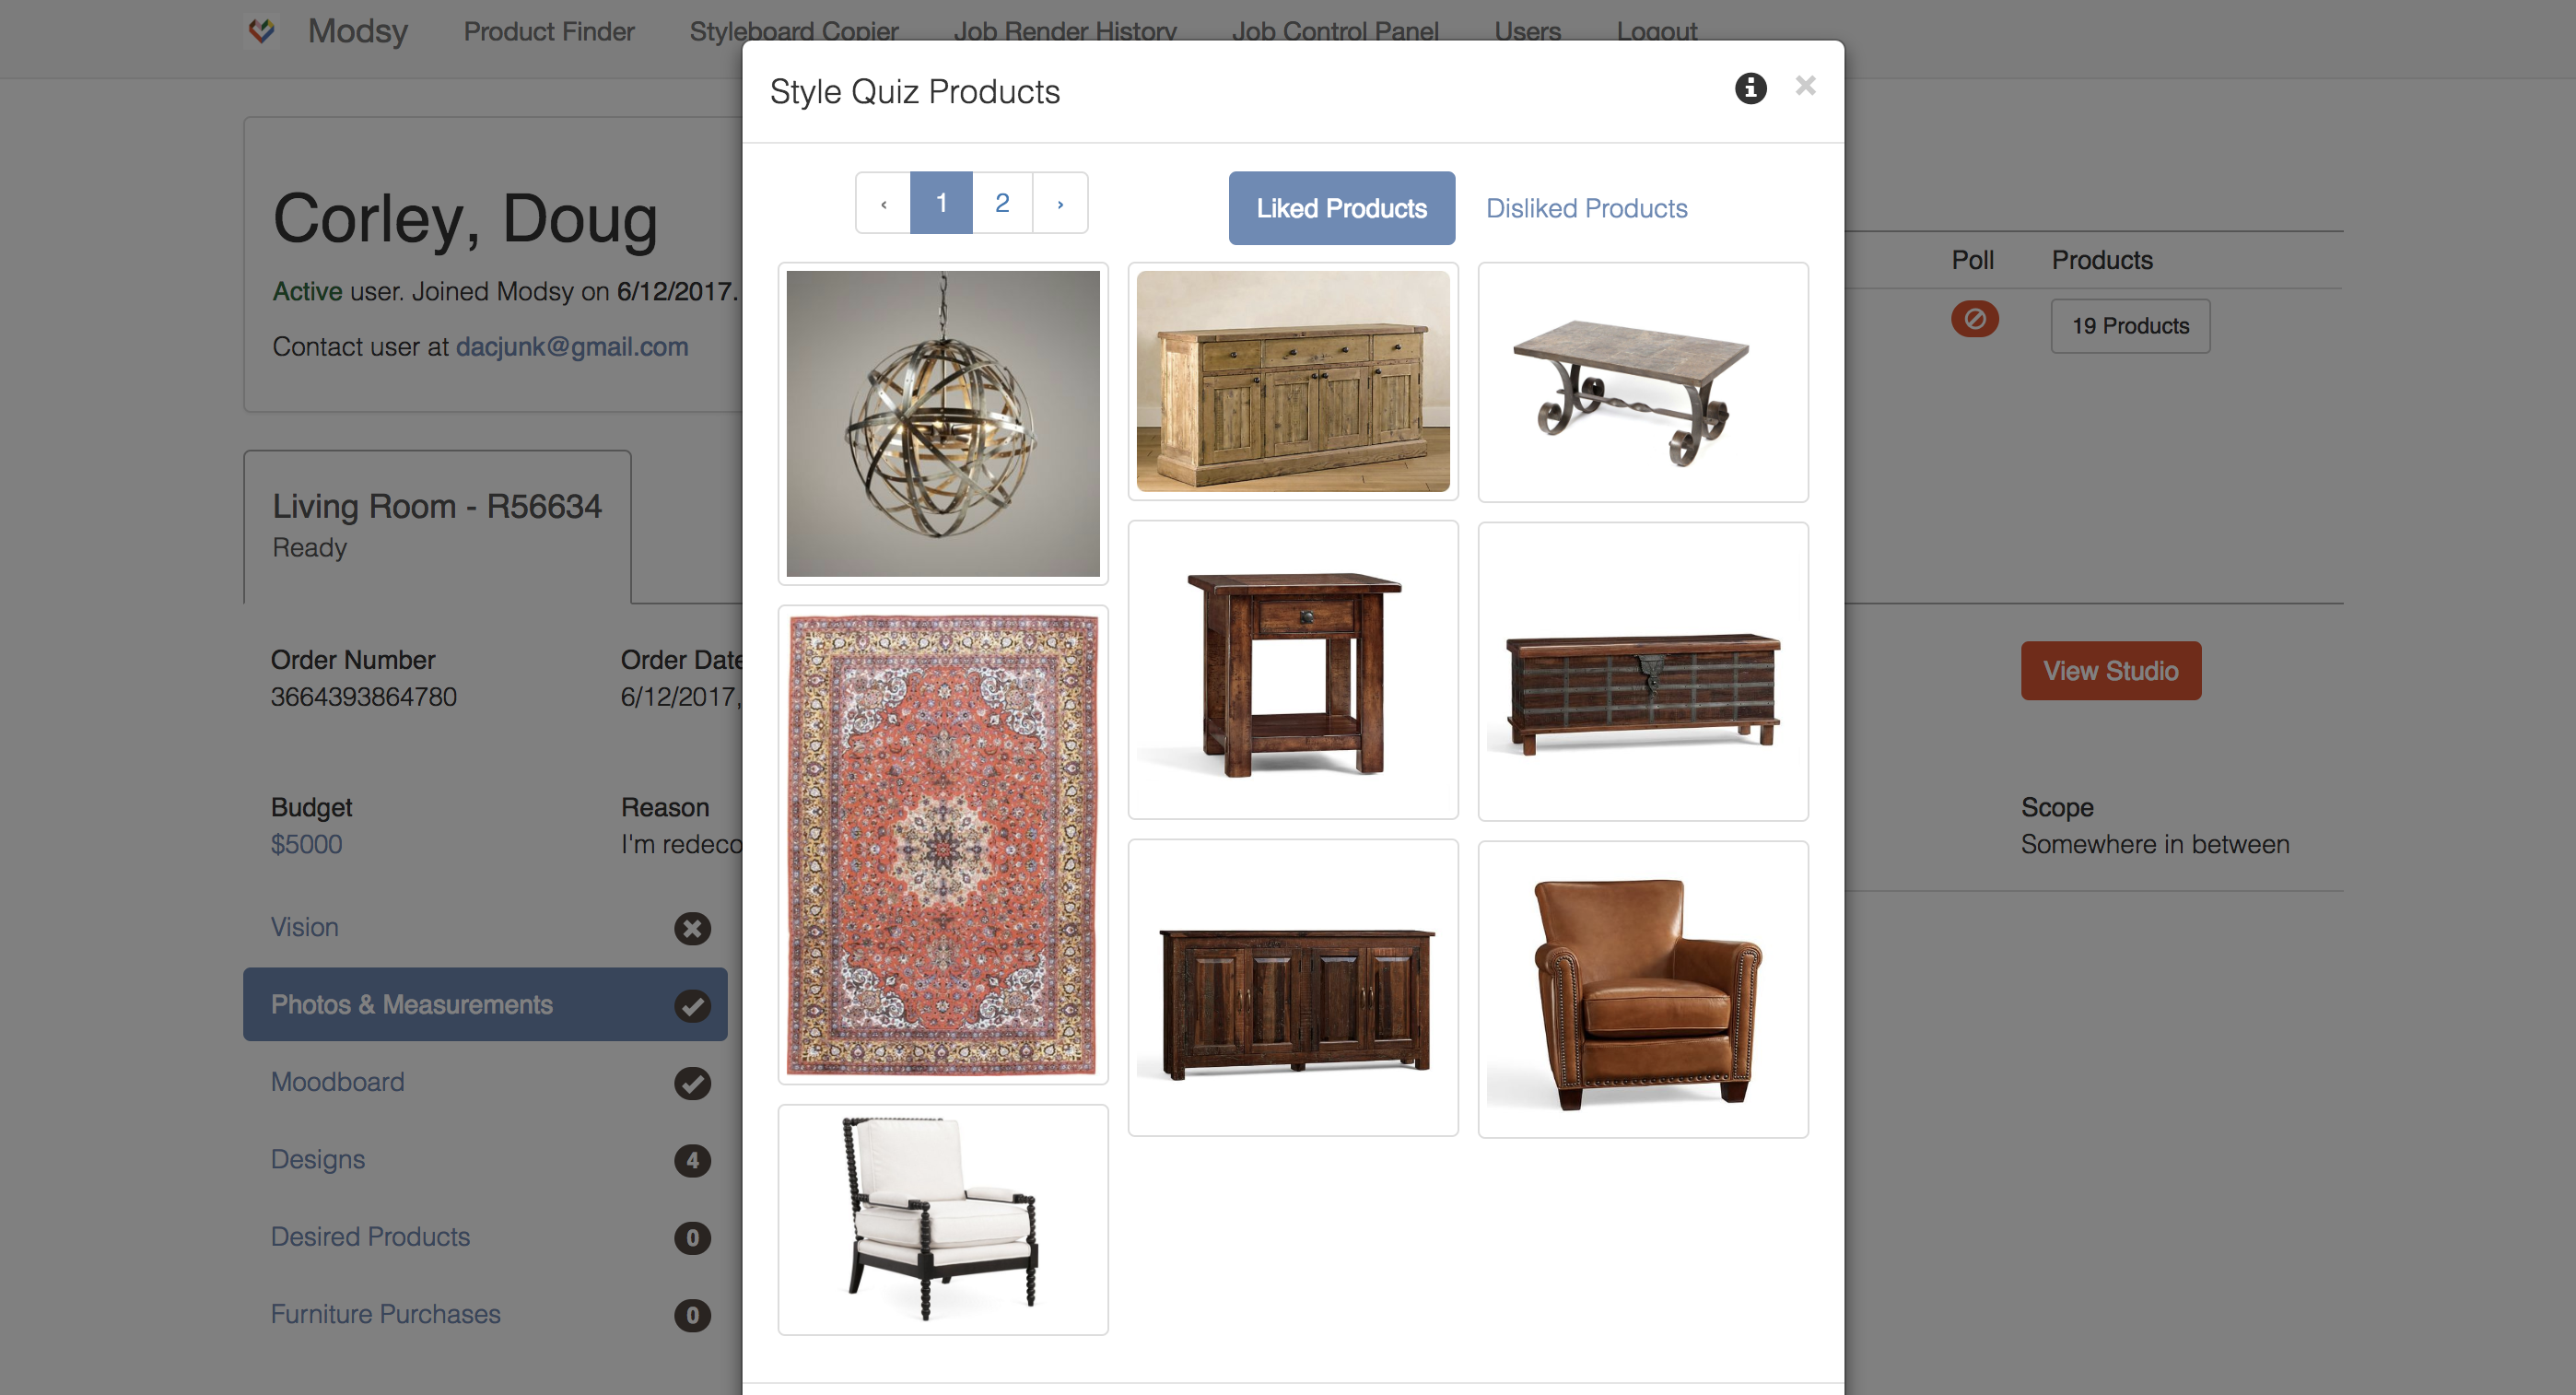 Modsy Product Finder Styleboard Copier Job Render History Job Control Panel Users Logout
Style Quiz Products
‹ 1 2 ›
Liked Products Disliked Products
Corley, Doug
Active user. Joined Modsy on 6/12/2017.
Contact user at dacjunk@gmail.com
Poll Products
19 Products
Living Room - R56634
Ready
Order Number
3664393864780
Order Date
6/12/2017,
View Studio
Budget
$5000
Reason
I'm redeco
Scope
Somewhere in between
Vision
Photos & Measurements
Moodboard
Designs 4
Desired Products 0
Furniture Purchases 0